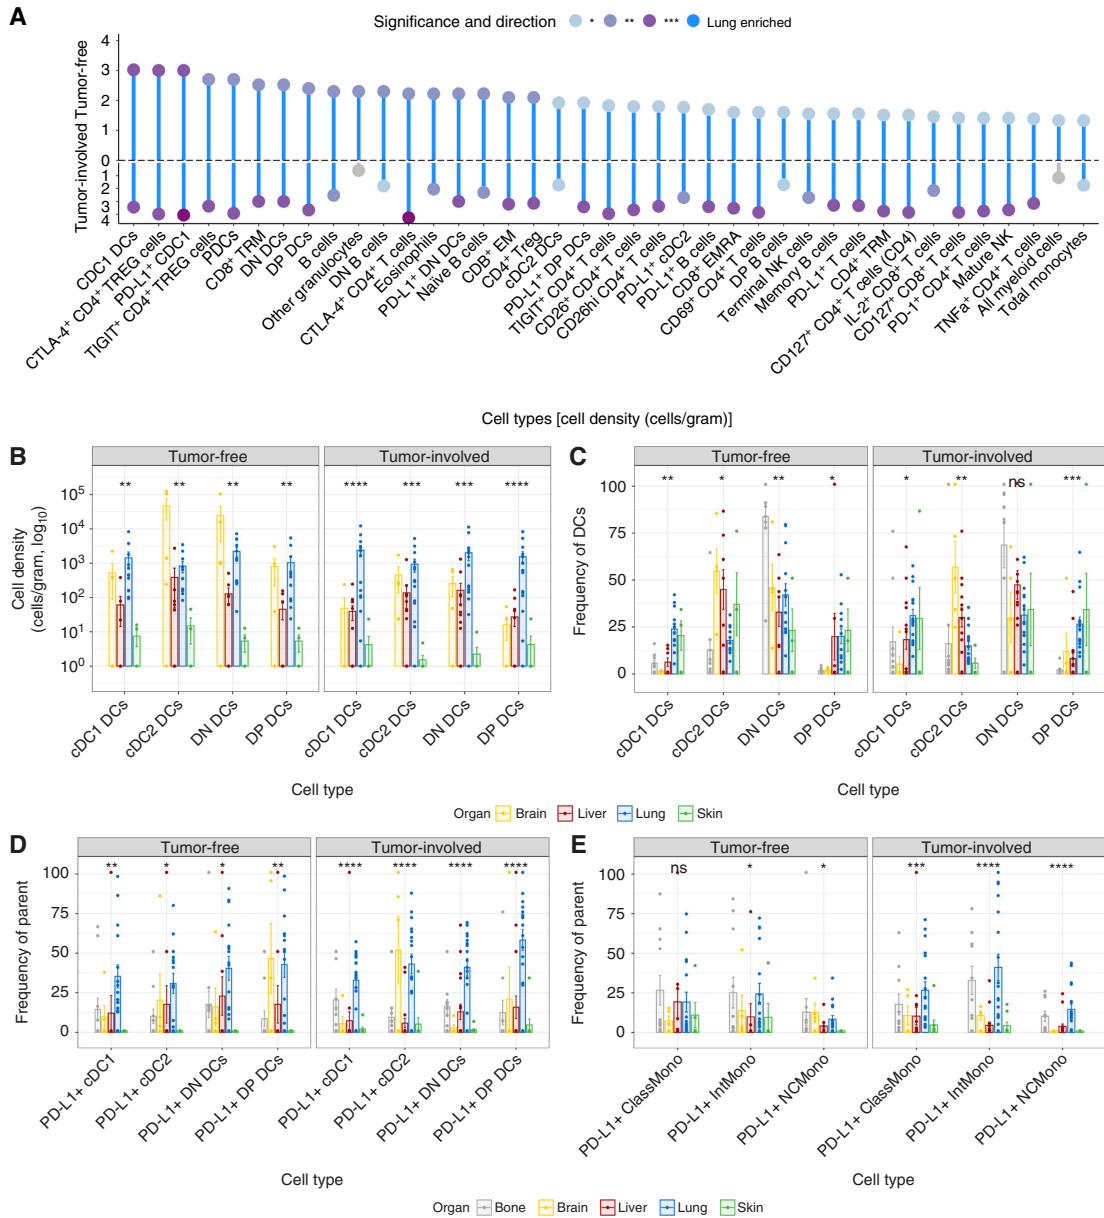 A
Significance and direction * ** *** Lung enriched
Tumor-involved Tumor-free
4
3
2
1
0
1
2
3
4
CDC1 DCs
CTLA-4⁺ CD4⁺ TREG cells
PD-L1⁺ CDC1
TIGIT⁺ CD4⁺ TREG cells
PDCs
CD8⁺ TRM
DN DCs
DP DCs
B cells
Other granulocytes
DN B cells
CTLA-4⁺ CD4⁺ T cells
Eosinophils
PD-L1⁺ DN DCs
Naïve B cells
CDB⁺ EM
CD4⁺ Treg
CDC2 DCs
PD-L1⁺ DP DCs
TIGIT⁺ CD4⁺ T cells
CD26⁺ CD4⁺ T cells
CD26hi CD4⁺ T cells
PD-L1⁺ cDC2
PD-L1⁺ B cells
CD8⁺ EMRA
CD69⁺ CD4⁺ T cells
DP B cells
Terminal NK cells
Memory B cells
PD-L1⁺ T cells
CD4⁺ TRM
CD127⁺ CD4⁺ T cells (CD4)
IL-2⁺ CD8⁺ T cells
CD127⁺ CD8⁺ T cells
PD-1⁺ CD4⁺ T cells
Mature NK
TNFa⁺ CD4⁺ T cells
All myeloid cells
Total monocytes
Cell types [cell density (cells/gram)]
B
Tumor-free Tumor-involved
** ** ** ** **** *** *** ****
Cell density
(cells/gram, log₁₀)
10⁵
10⁴
10³
10²
10¹
10⁰
cDC1 DCs cDC2 DCs DN DCs DP DCs cDC1 DCs cDC2 DCs DN DCs DP DCs
Cell type
C
Tumor-free Tumor-involved
** * ** * * ** ns ***
Frequency of DCs
100
75
50
25
0
cDC1 DCs cDC2 DCs DN DCs DP DCs cDC1 DCs cDC2 DCs DN DCs DP DCs
Cell type
Organ Brain Liver Lung Skin
D
Tumor-free Tumor-involved
** * * ** **** **** **** ****
Frequency of parent
100
75
50
25
0
PD-L1+ cDC1 PD-L1+ cDC2 PD-L1+ DN DCs PD-L1+ DP DCs PD-L1+ cDC1 PD-L1+ cDC2 PD-L1+ DN DCs PD-L1+ DP DCs
Cell type
E
Tumor-free Tumor-involved
ns * * *** **** ****
Frequency of parent
100
75
50
25
0
PD-L1+ ClassMono PD-L1+ IntMono PD-L1+ NCMono PD-L1+ ClassMono PD-L1+ IntMono PD-L1+ NCMono
Cell type
Organ Bone Brain Liver Lung Skin